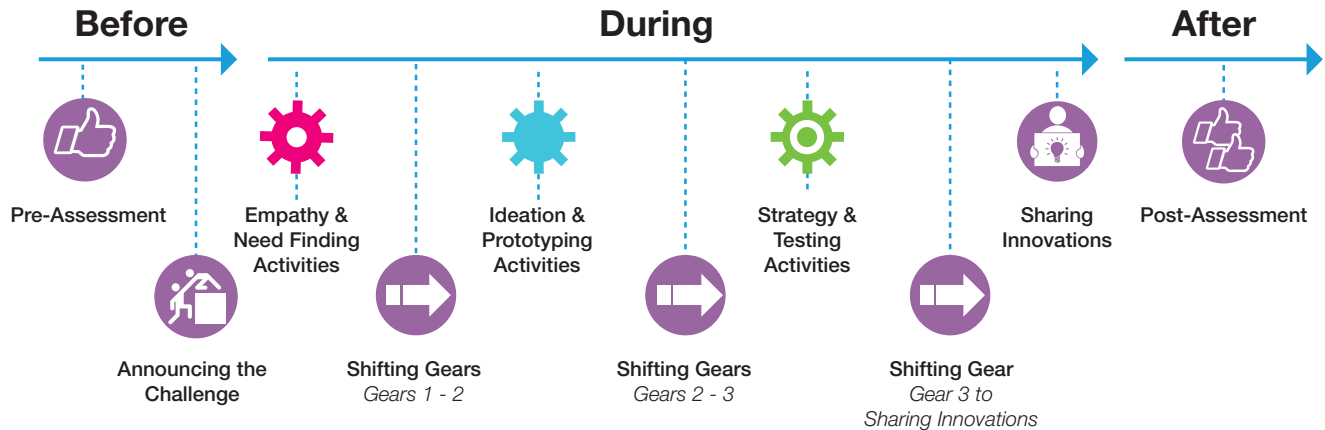 Before
During
After
Pre-Assessment
Announcing the
Challenge
Empathy &
Need Finding
Activities
Shifting Gears
Gears 1 - 2
Ideation &
Prototyping
Activities
Shifting Gears
Gears 2 - 3
Strategy &
Testing
Activities
Shifting Gear
Gear 3 to
Sharing Innovations
Sharing
Innovations
Post-Assessment